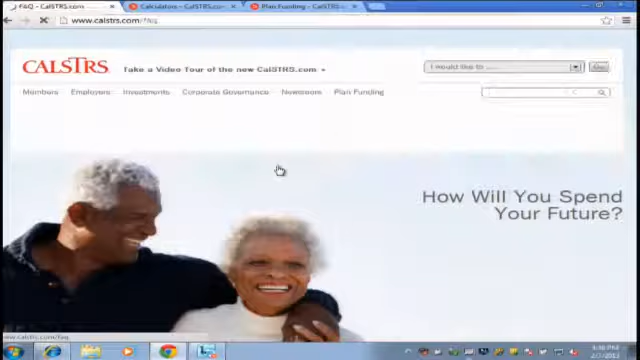 FAQ - CalSTRS.com
Calculators - CalSTRS.com
Plan Funding - CalSTRS.com
www.calstrs.com/faq
CALSTRS
Take a Video Tour of the new CalSTRS.com
I would like to .....
Go
Members
Employers
Investments
Corporate Governance
Newsroom
Plan Funding
How Will You Spend
Your Future?
www.calstrs.com/faq